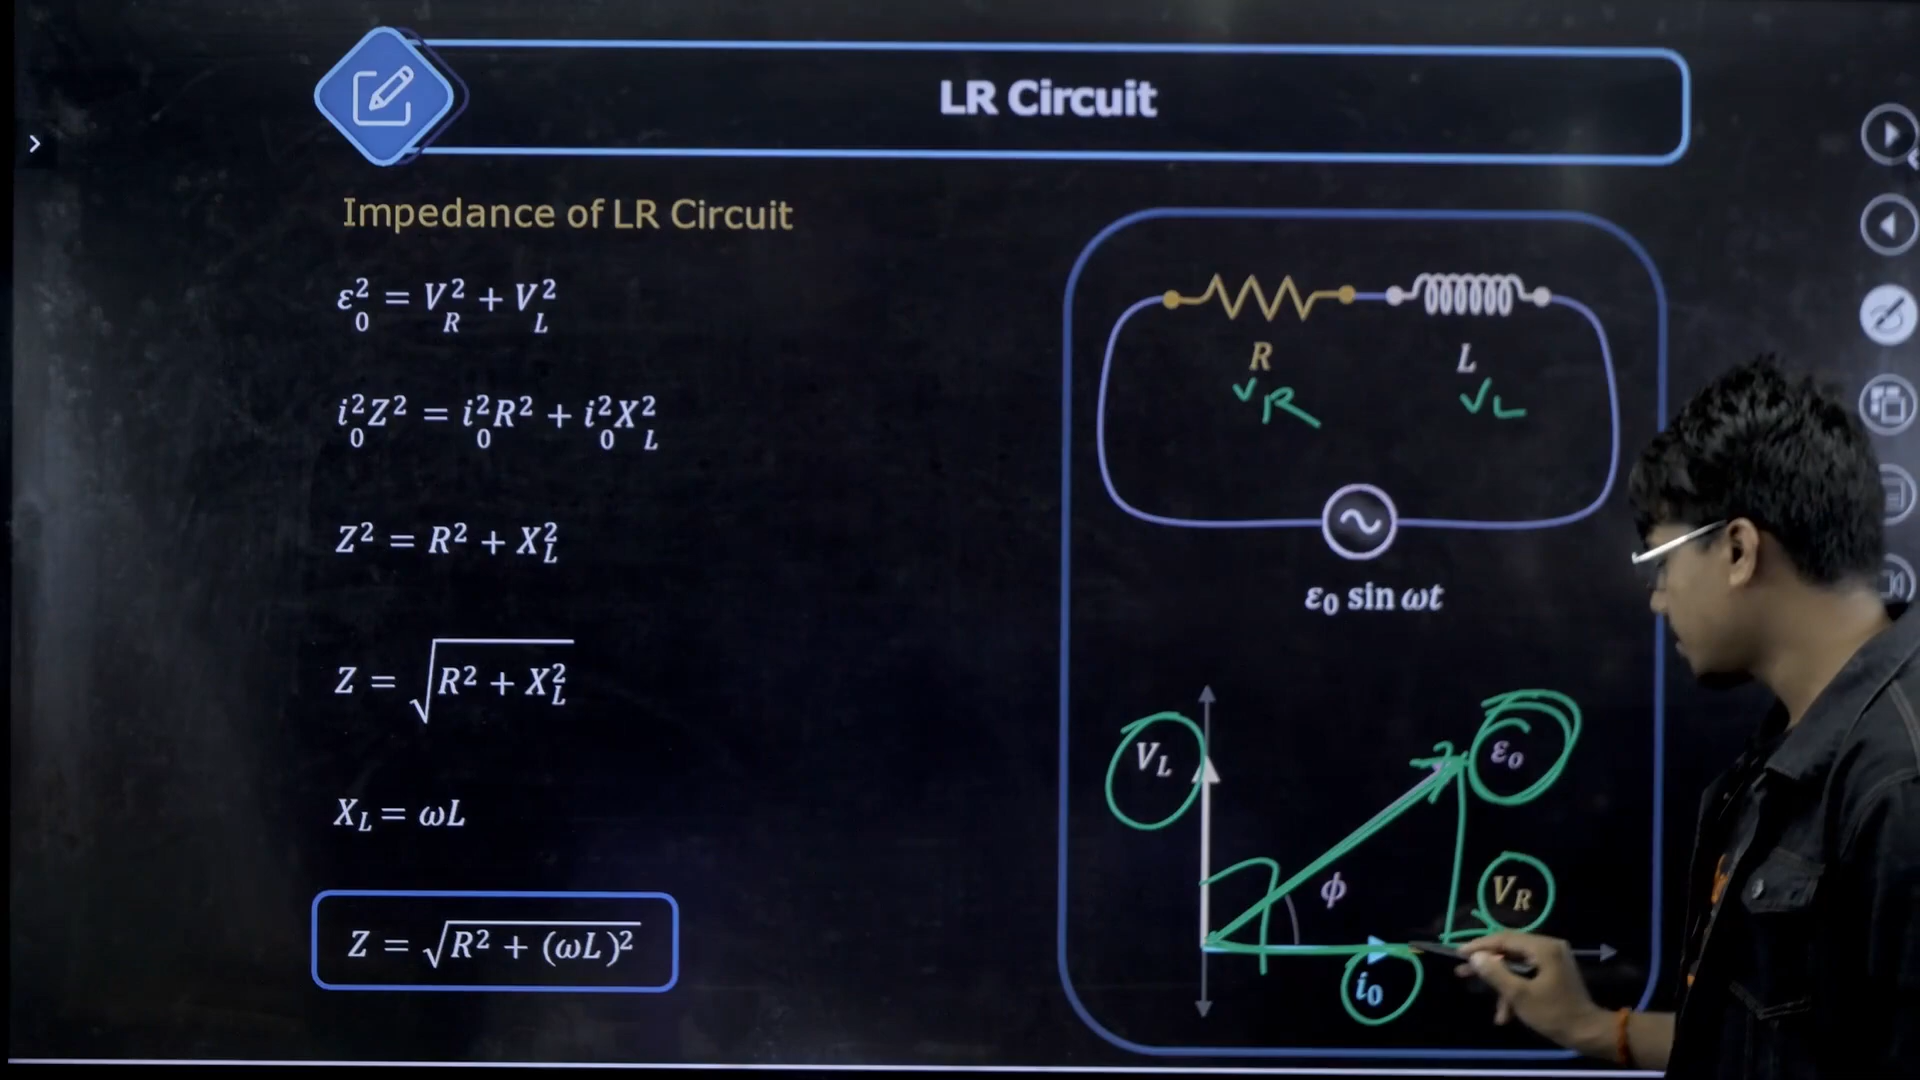 LR Circuit
Impedance of LR Circuit
ε₀² = V_R² + V_L²
i₀²Z² = i₀²R² + i₀²X_L²
Z² = R² + X_L²
Z = √(R² + X_L²)
X_L = ωL
Z = √(R² + (ωL)²)
R L
V_R V_L
ε₀ sin ωt
V_L ε₀
ϕ V_R
i₀